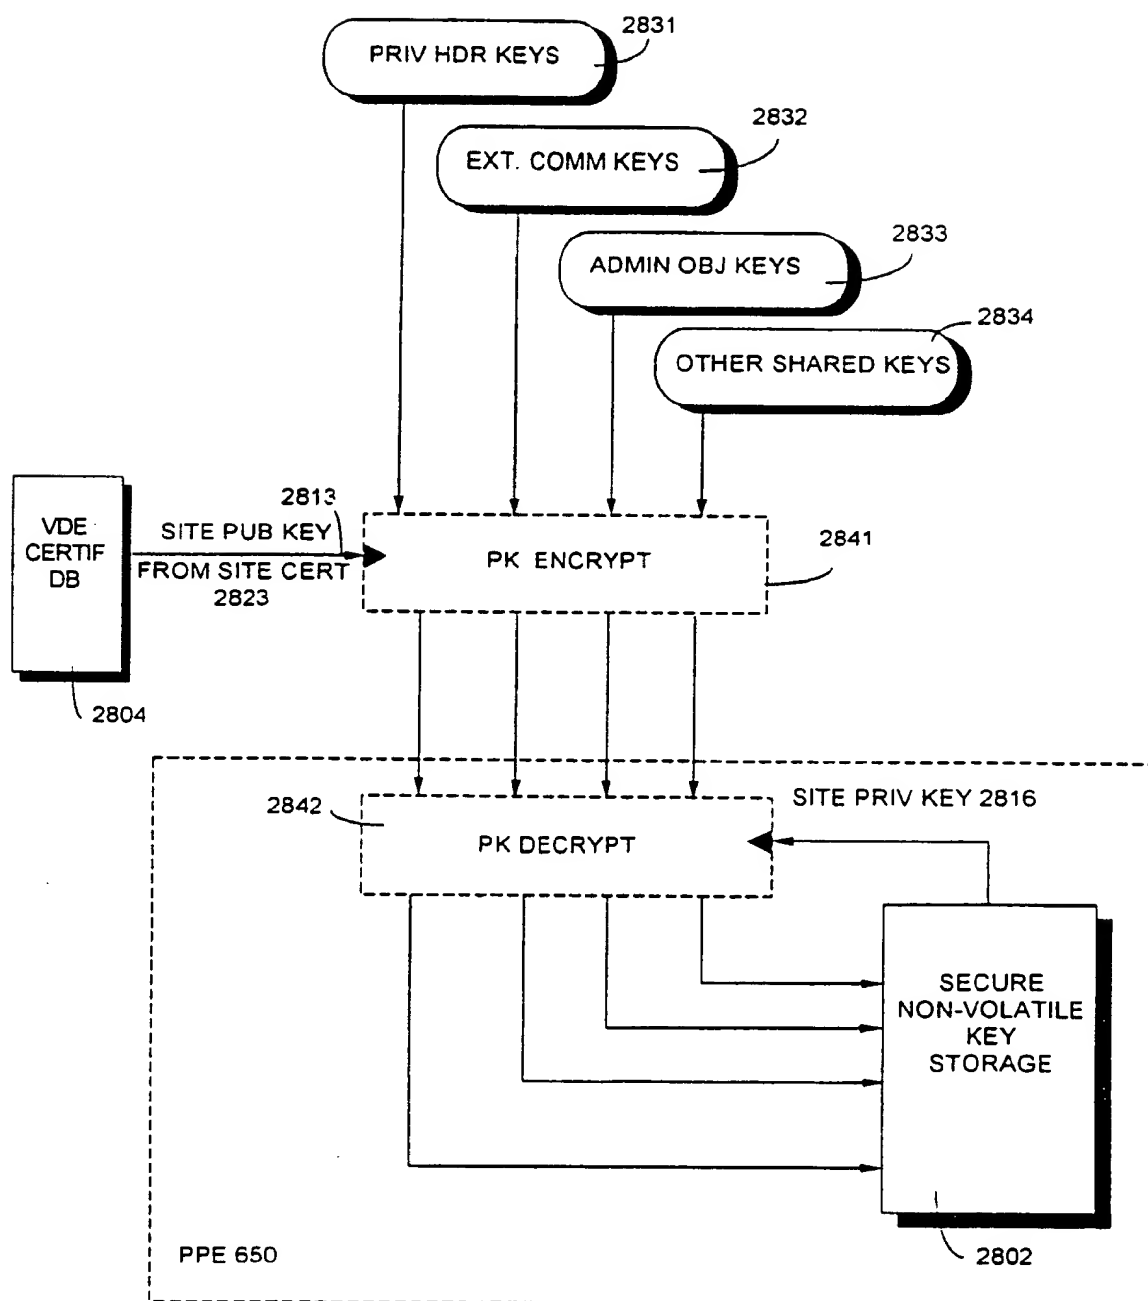 2831
PRIV HDR KEYS
2832
EXT. COMM KEYS
2833
ADMIN OBJ KEYS
2834
OTHER SHARED KEYS
VDE
CERTIF
DB
2813
SITE PUB KEY
FROM SITE CERT
2823
PK ENCRYPT
2841
2804
2842
PK DECRYPT
SITE PRIV KEY 2816
SECURE
NON-VOLATILE
KEY
STORAGE
PPE 650
2802